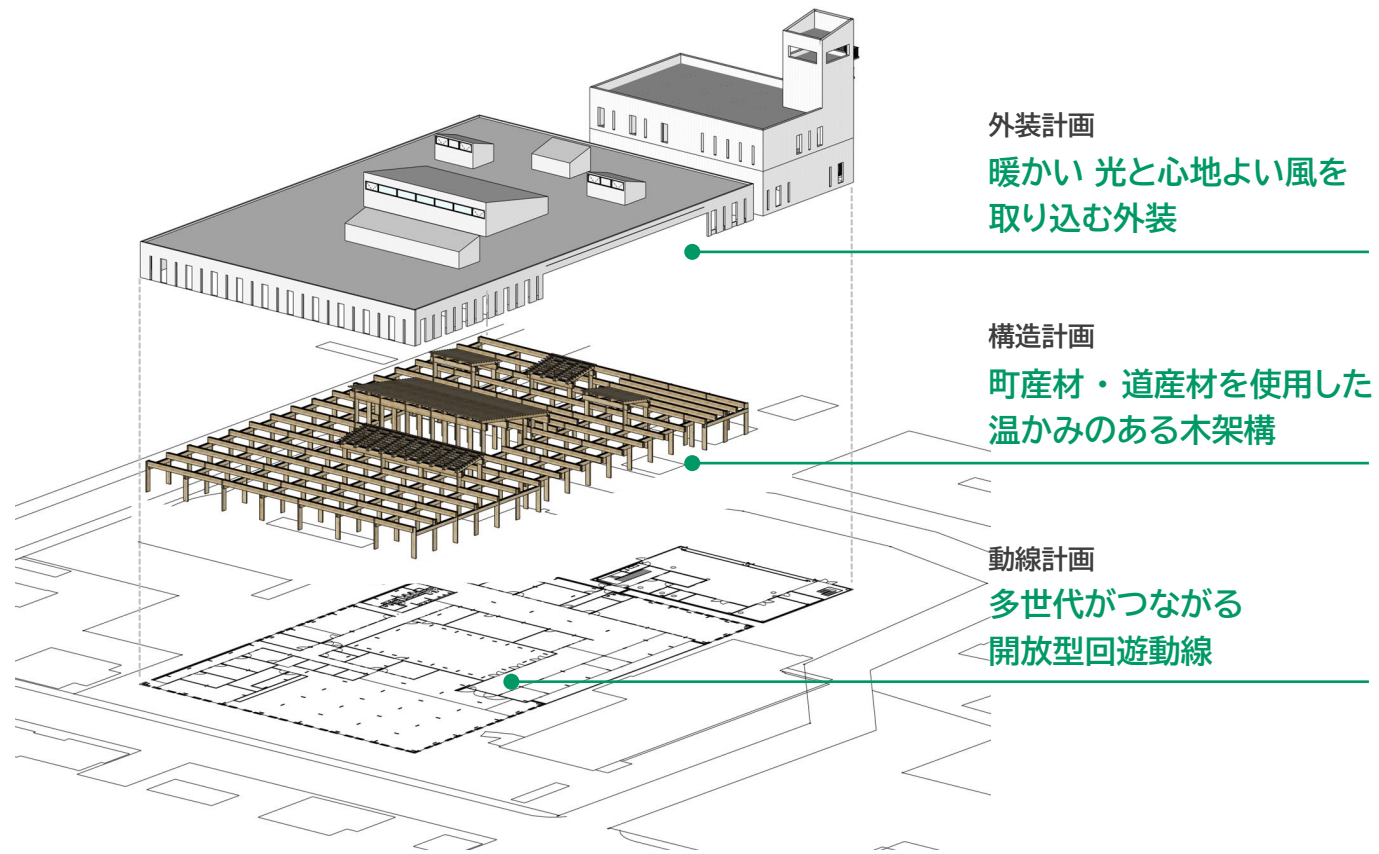 外装計画
暖かい 光と心地よい風を
取り込む外装
構造計画
町産材・道産材を使用した
温かみのある木架構
動線計画
多世代がつながる
開放型回遊動線